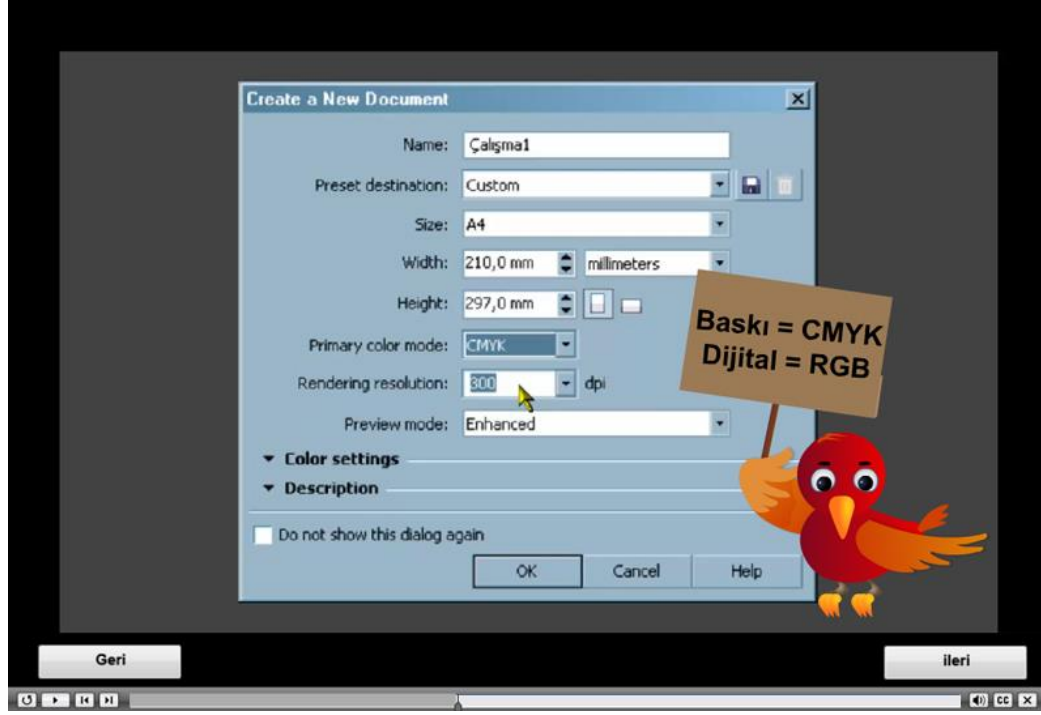 Create a New Document
Name: Çalışma1
Preset destination: Custom
Size: A4
Width: 210,0 mm millimeters
Height: 297,0 mm
Primary color mode: CMYK
Rendering resolution: 300 dpi
Preview mode: Enhanced
Color settings
Description
Do not show this dialog again
OK Cancel Help
Baskı = CMYK
Dijital = RGB
Geri
ileri
CC